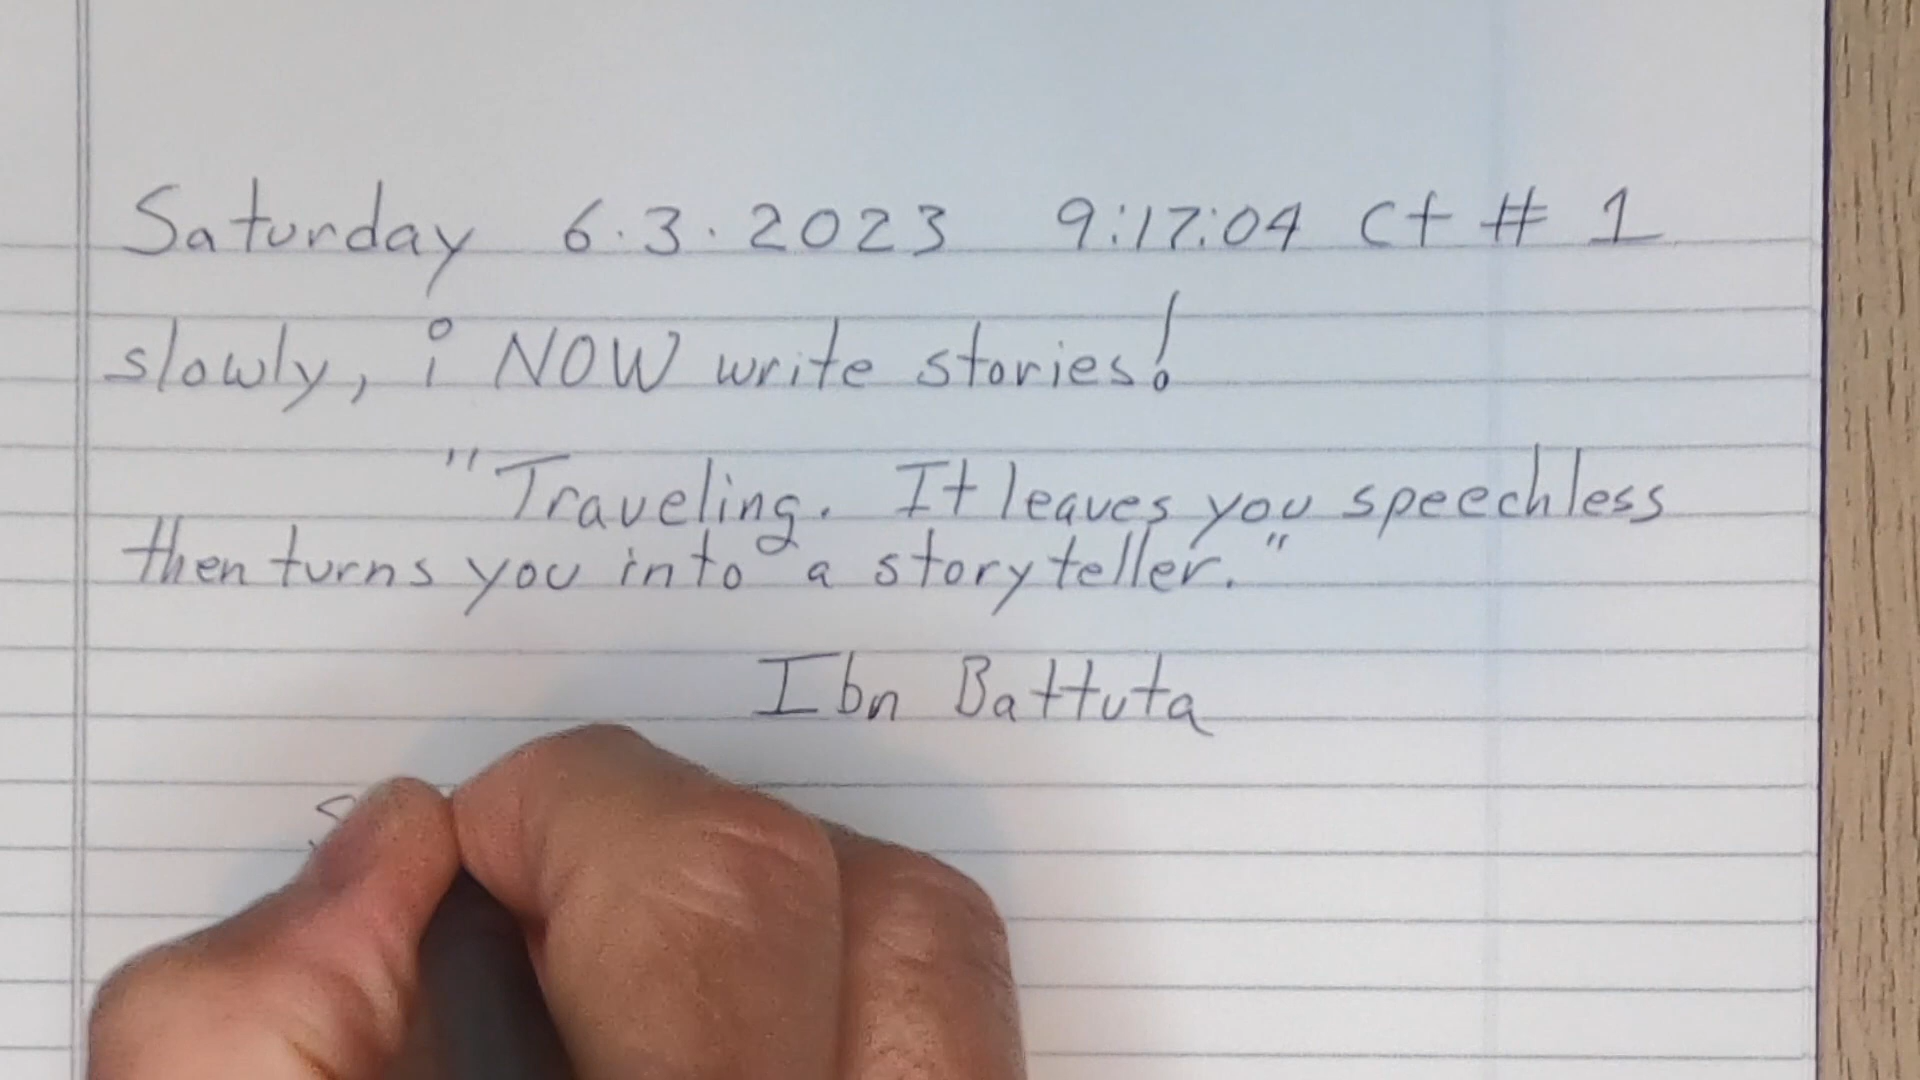 Saturday 6.3.2023 9:17:04 ct # 1
slowly, i NOW write stories!
"Traveling. It leaves you speechless
then turns you into a storyteller."
Ibn Battuta
S